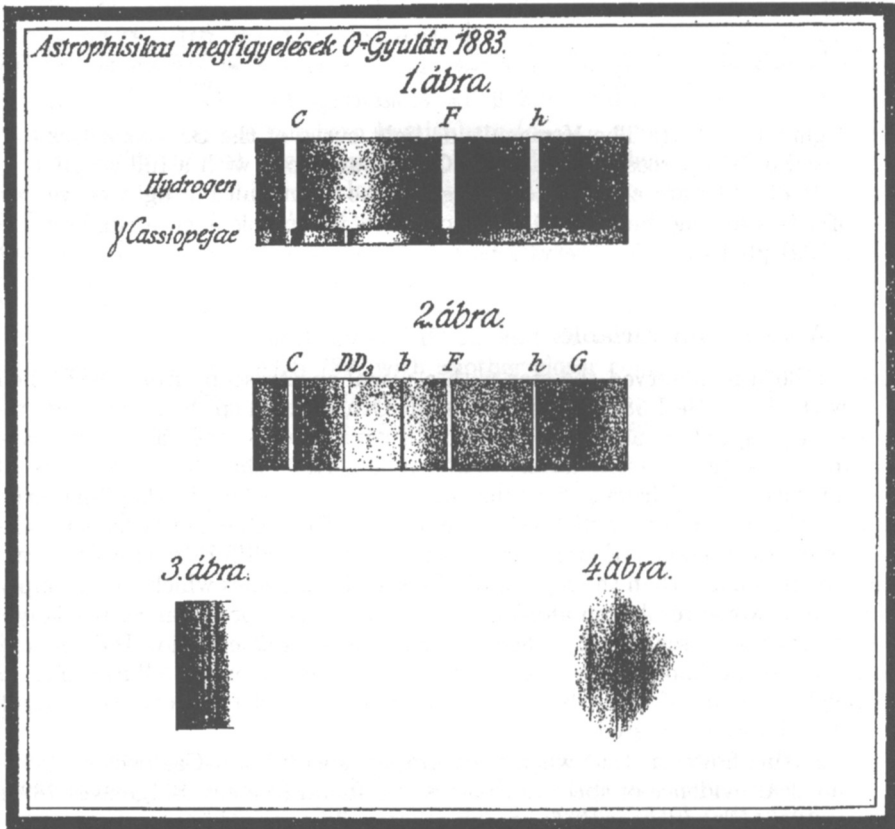 Astrophisikai megfigyelések O-Gyulán 1883.
1.ábra.
C F h
Hydrogen
γ Cassiopejae
2.ábra.
C DD₃ b F h G
3.ábra.
4.ábra.